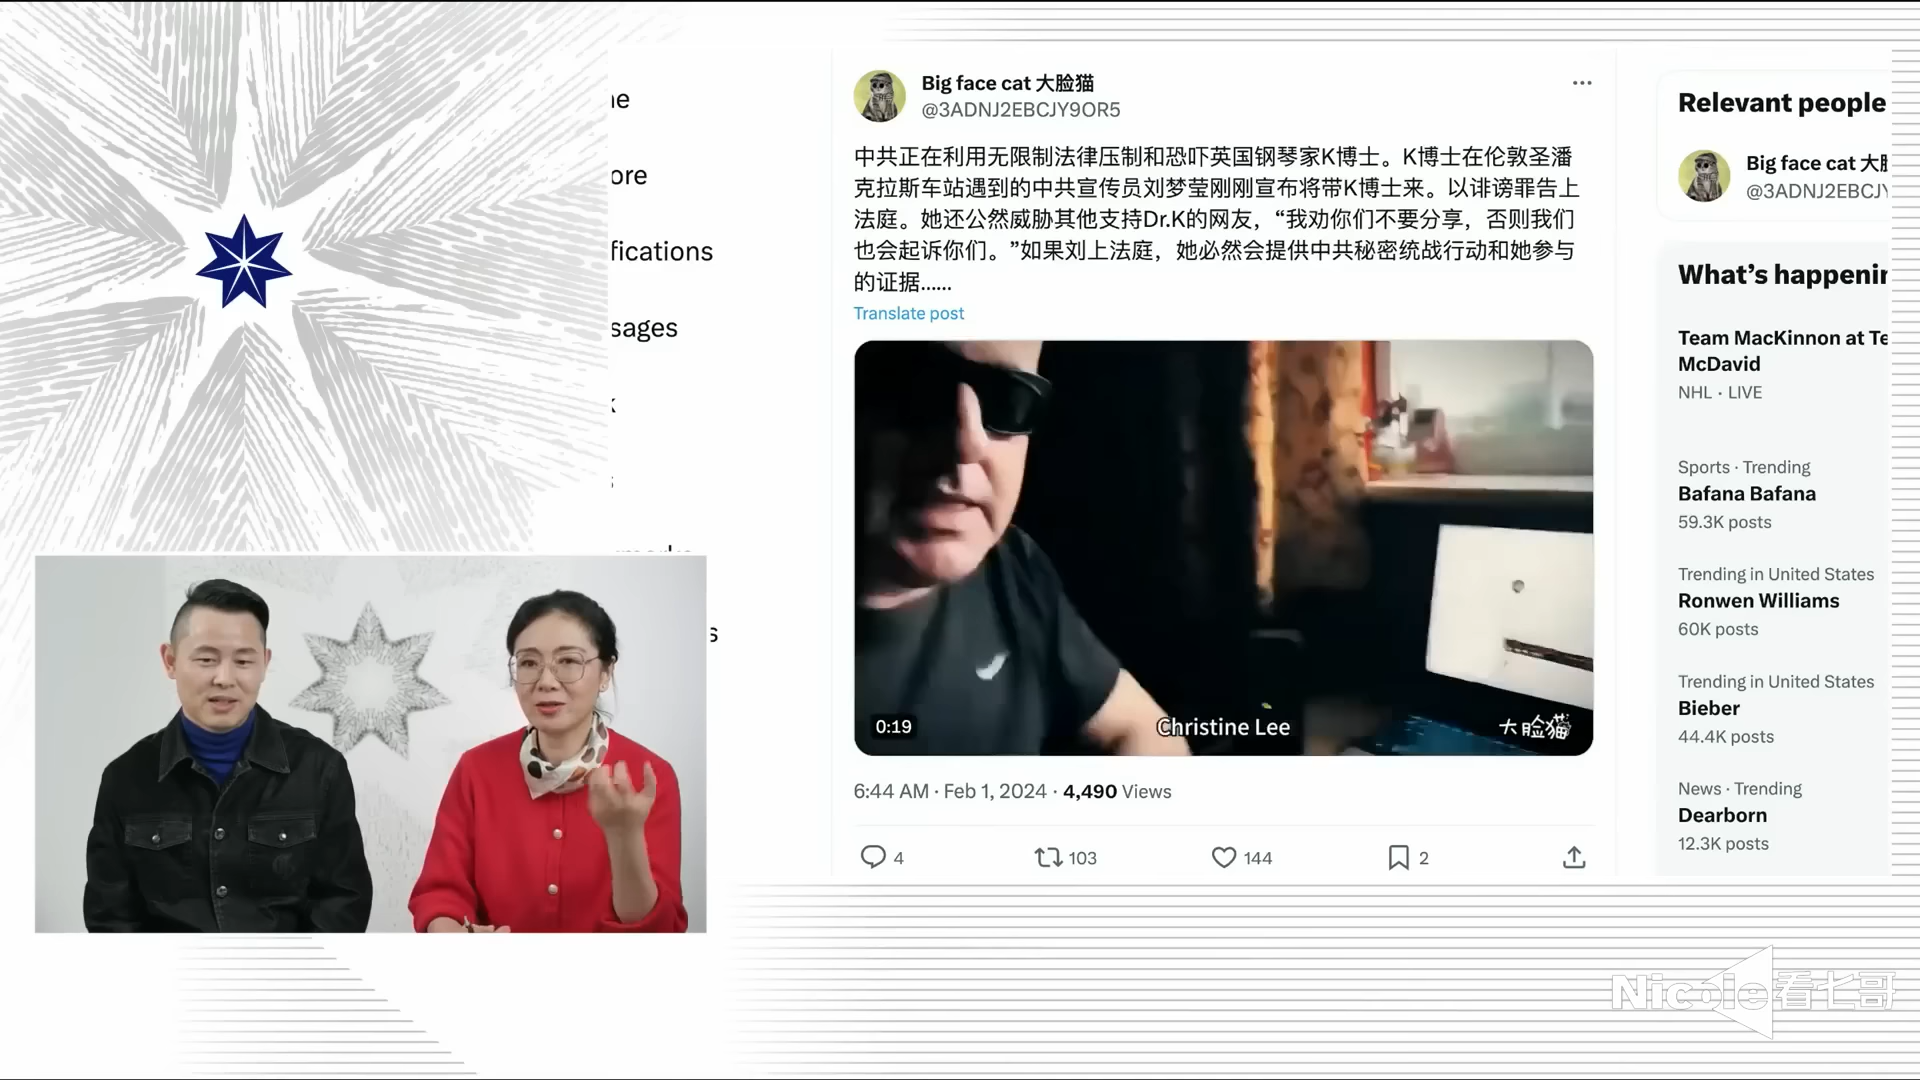 ne
ore
fications
sages
s
Big face cat 大脸猫
@3ADNJ2EBCJY9OR5
中共正在利用无限制法律压制和恐吓英国钢琴家K博士。K博士在伦敦圣潘
克拉斯车站遇到的中共宣传员刘梦莹刚刚宣布将带K博士来。以诽谤罪告上
法庭。她还公然威胁其他支持Dr.K的网友，“我劝你们不要分享，否则我们
也会起诉你们。”如果刘上法庭，她必然会提供中共秘密统战行动和她参与
的证据......
Translate post
0:19
Christine Lee
大脸猫
6:44 AM · Feb 1, 2024 · 4,490 Views
4
103
144
2
Relevant people
Big face cat 大脸
@3ADNJ2EBCJY
What’s happenin
Team MacKinnon at Te
McDavid
NHL · LIVE
Sports · Trending
Bafana Bafana
59.3K posts
Trending in United States
Ronwen Williams
60K posts
Trending in United States
Bieber
44.4K posts
News · Trending
Dearborn
12.3K posts
Nicole看七哥